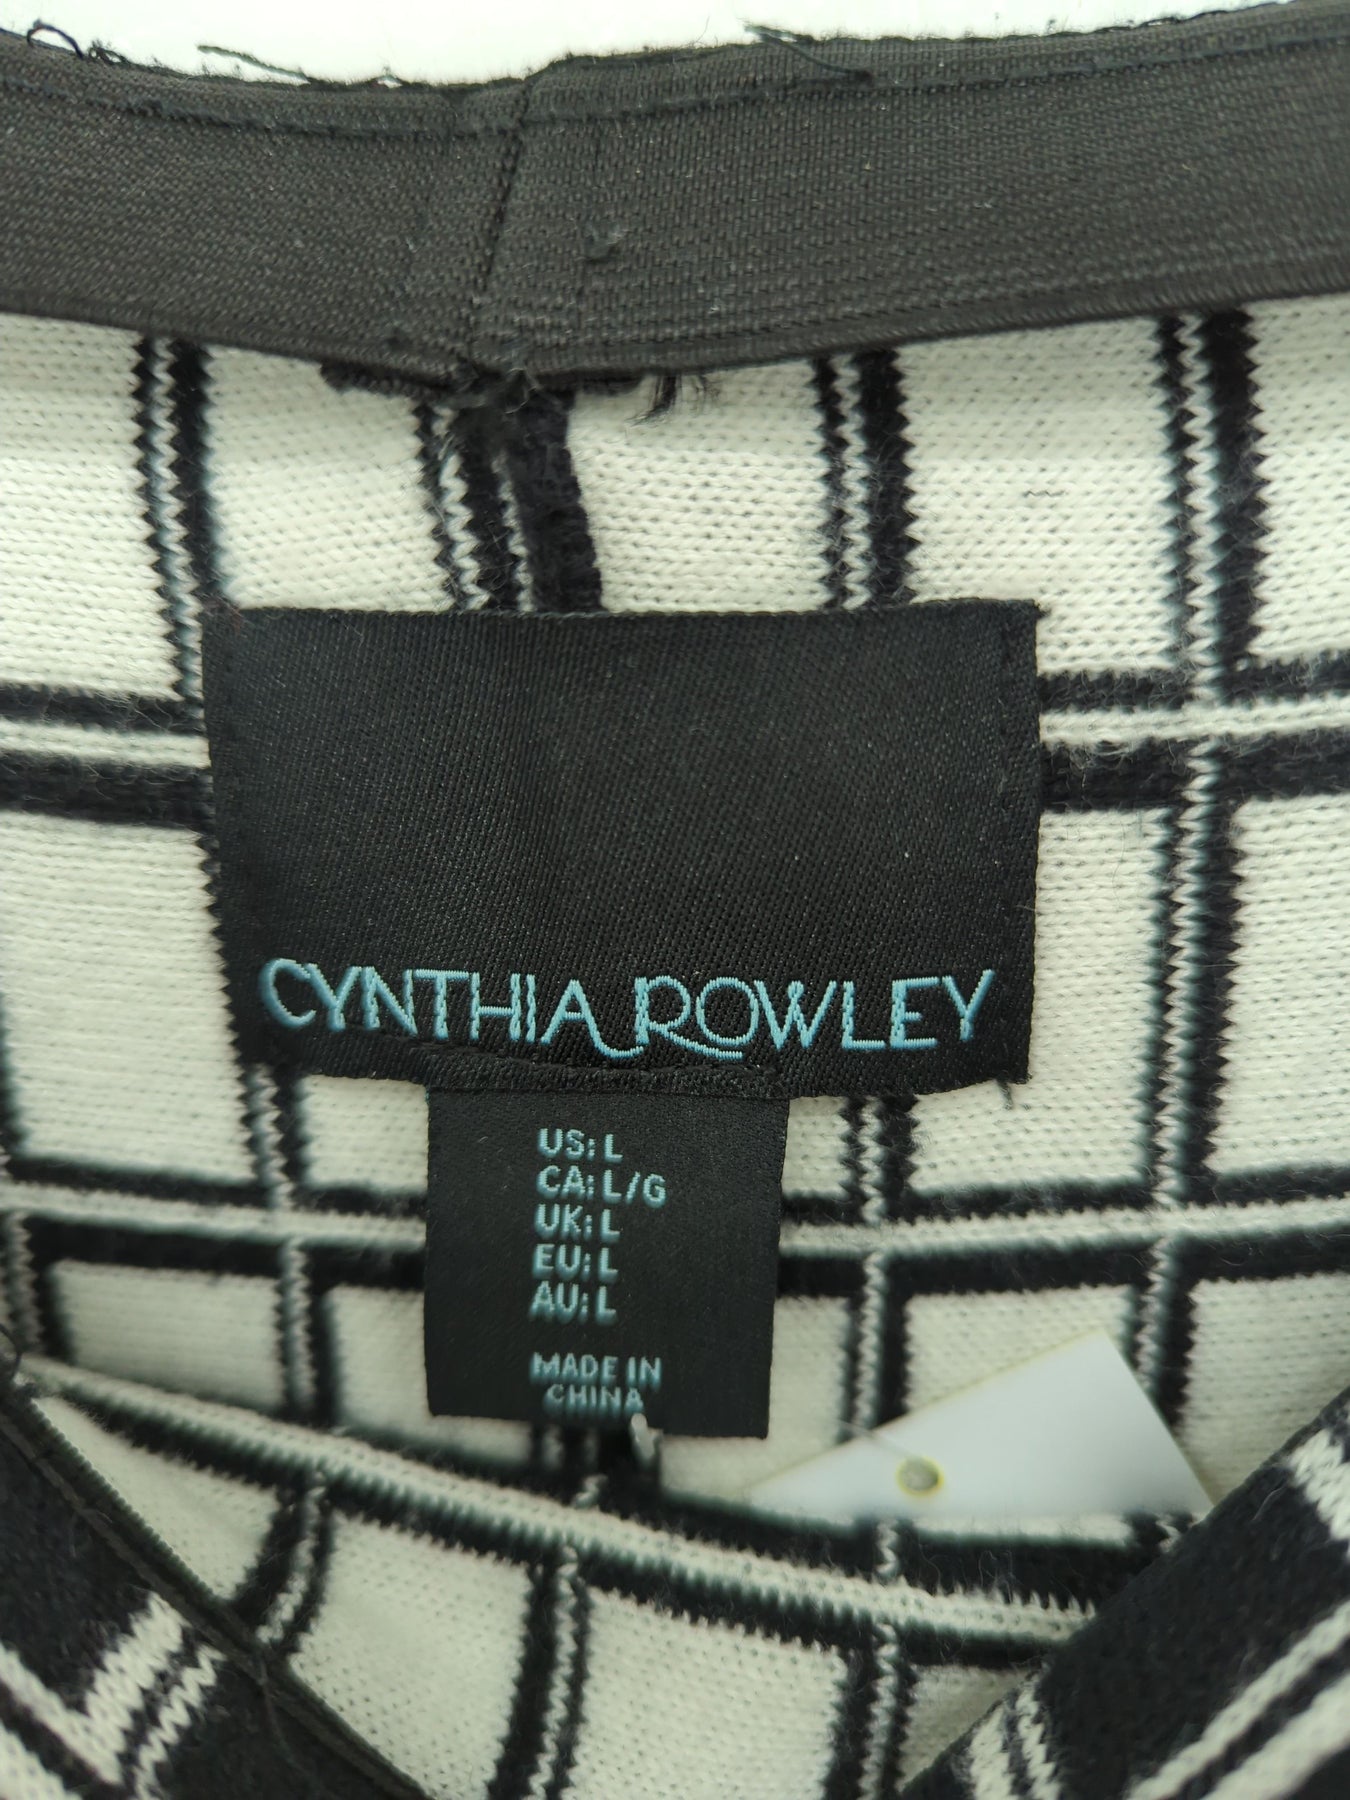 CYNTHIA ROWLEY
US: L
CA: L/G
UK: L
EU: L
AU: L
MADE IN
CHINA